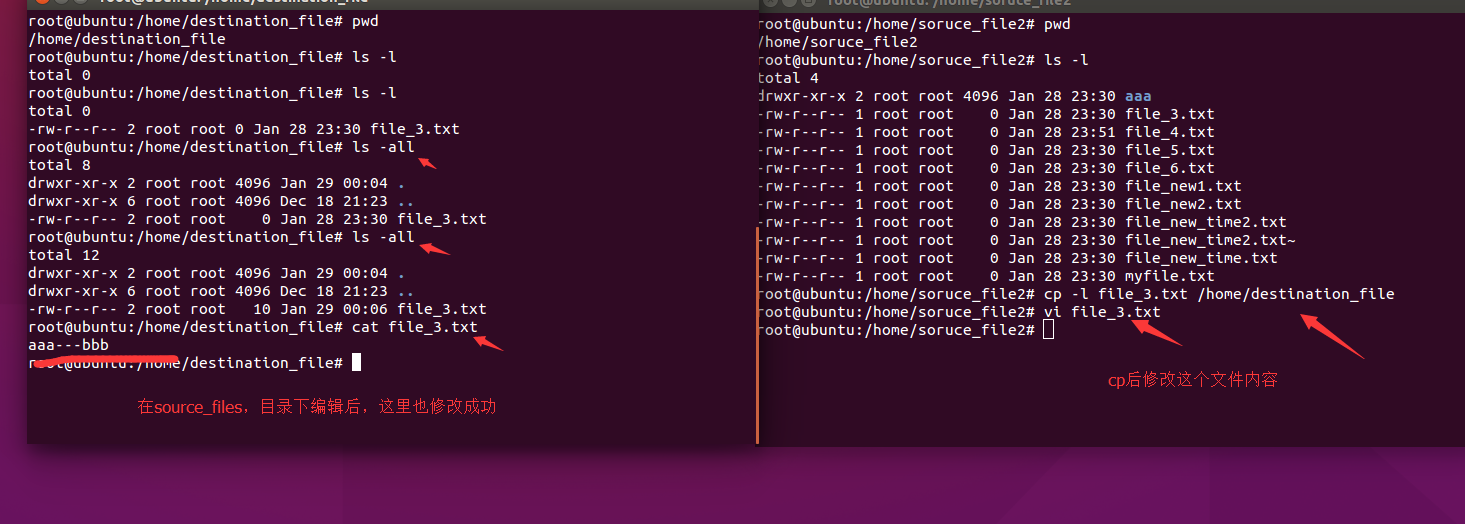 root@ubuntu: /home/destination_file
root@ubuntu:/home/destination_file# pwd
/home/destination_file
root@ubuntu:/home/destination_file# ls -l
total 0
root@ubuntu:/home/destination_file# ls -l
total 0
-rw-r--r-- 2 root root 0 Jan 28 23:30 file_3.txt
root@ubuntu:/home/destination_file# ls -all
total 8
drwxr-xr-x 2 root root 4096 Jan 29 00:04 .
drwxr-xr-x 6 root root 4096 Dec 18 21:23 ..
-rw-r--r-- 2 root root    0 Jan 28 23:30 file_3.txt
root@ubuntu:/home/destination_file# ls -all
total 12
drwxr-xr-x 2 root root 4096 Jan 29 00:04 .
drwxr-xr-x 6 root root 4096 Dec 18 21:23 ..
-rw-r--r-- 2 root root   10 Jan 29 00:06 file_3.txt
root@ubuntu:/home/destination_file# cat file_3.txt
aaa---bbb
root@ubuntu:/home/destination_file#
在source_files，目录下编辑后，这里也修改成功
root@ubuntu: /home/soruce_file2
root@ubuntu:/home/soruce_file2# pwd
/home/soruce_file2
root@ubuntu:/home/soruce_file2# ls -l
total 4
drwxr-xr-x 2 root root 4096 Jan 28 23:30 aaa
-rw-r--r-- 1 root root    0 Jan 28 23:30 file_3.txt
-rw-r--r-- 1 root root    0 Jan 28 23:51 file_4.txt
-rw-r--r-- 1 root root    0 Jan 28 23:30 file_5.txt
-rw-r--r-- 1 root root    0 Jan 28 23:30 file_6.txt
-rw-r--r-- 1 root root    0 Jan 28 23:30 file_new1.txt
-rw-r--r-- 1 root root    0 Jan 28 23:30 file_new2.txt
-rw-r--r-- 1 root root    0 Jan 28 23:30 file_new_time2.txt
-rw-r--r-- 1 root root    0 Jan 28 23:30 file_new_time2.txt~
-rw-r--r-- 1 root root    0 Jan 28 23:30 file_new_time.txt
-rw-r--r-- 1 root root    0 Jan 28 23:30 myfile.txt
root@ubuntu:/home/soruce_file2# cp -l file_3.txt /home/destination_file
root@ubuntu:/home/soruce_file2# vi file_3.txt
root@ubuntu:/home/soruce_file2#
cp后修改这个文件内容